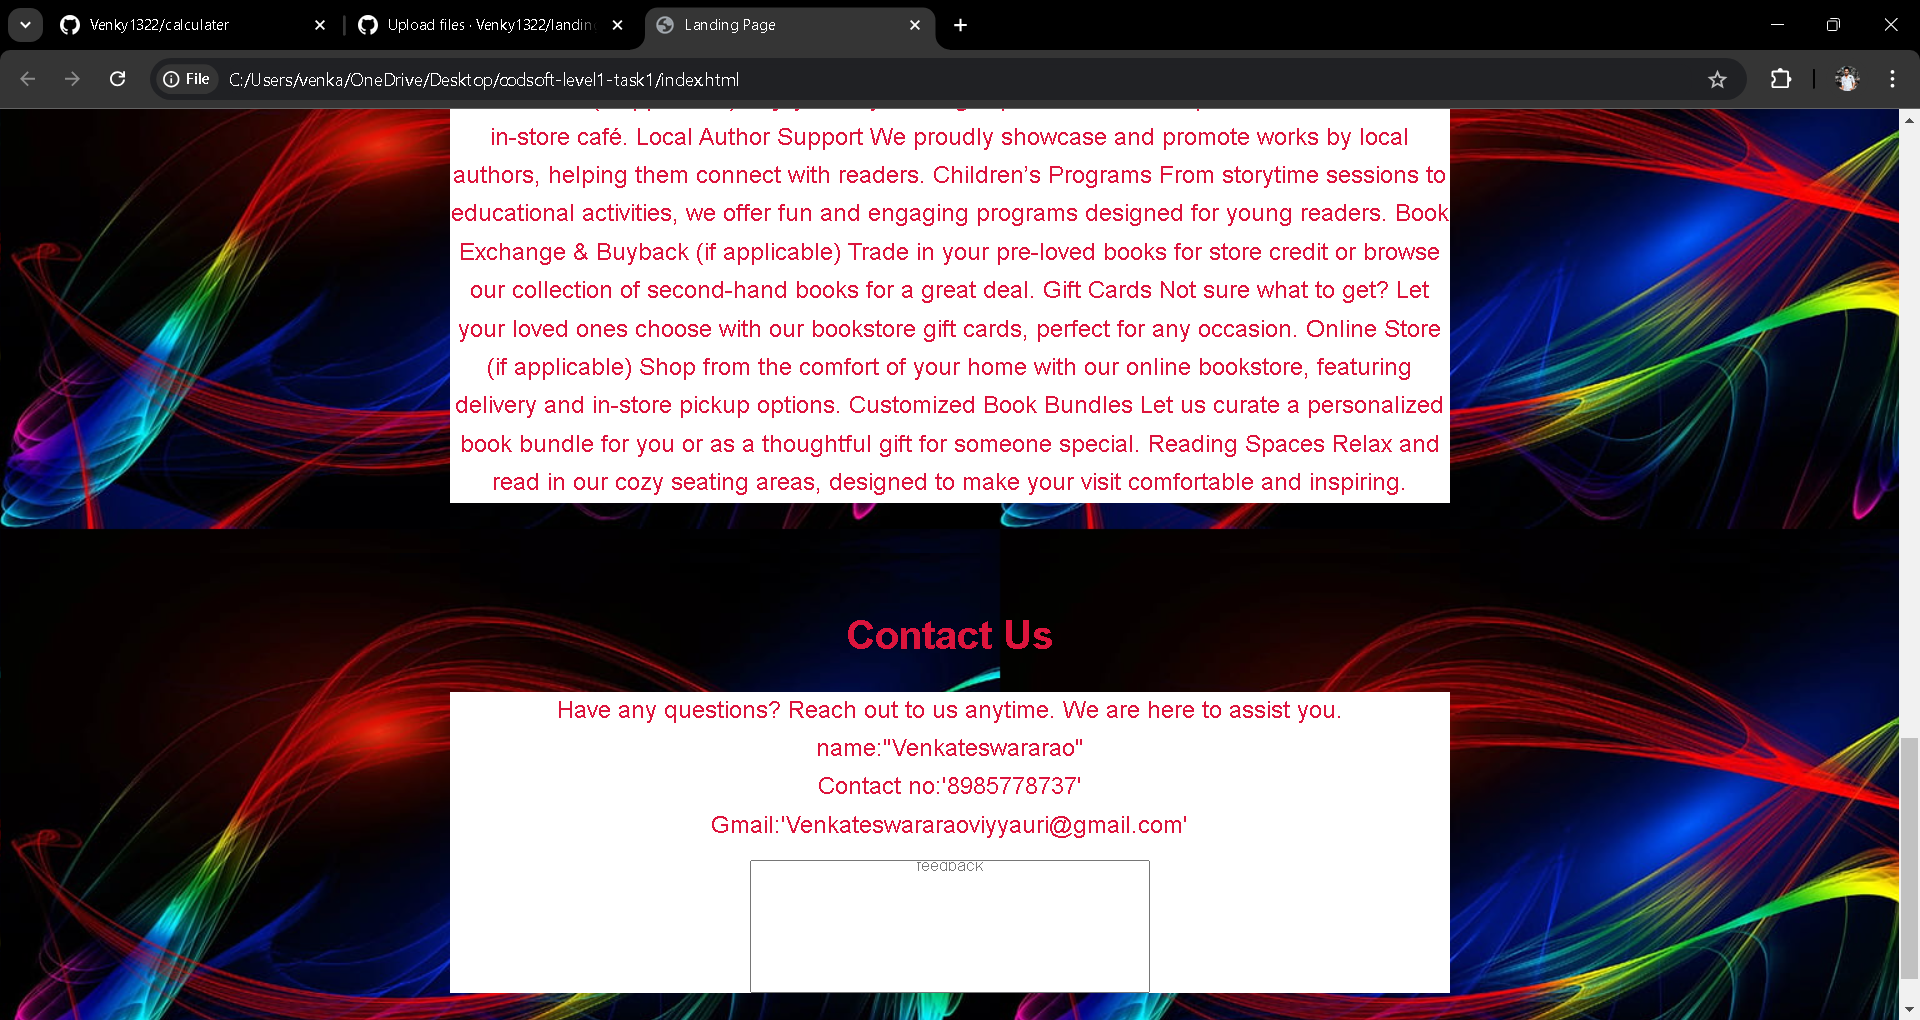 Venky1322/calculater
Upload files · Venky1322/landin
Landing Page
File
C:/Users/venka/OneDrive/Desktop/codsoft-level1-task1/index.html
in-store café. Local Author Support We proudly showcase and promote works by local
authors, helping them connect with readers. Children’s Programs From storytime sessions to
educational activities, we offer fun and engaging programs designed for young readers. Book
Exchange & Buyback (if applicable) Trade in your pre-loved books for store credit or browse
our collection of second-hand books for a great deal. Gift Cards Not sure what to get? Let
your loved ones choose with our bookstore gift cards, perfect for any occasion. Online Store
(if applicable) Shop from the comfort of your home with our online bookstore, featuring
delivery and in-store pickup options. Customized Book Bundles Let us curate a personalized
book bundle for you or as a thoughtful gift for someone special. Reading Spaces Relax and
read in our cozy seating areas, designed to make your visit comfortable and inspiring.
Contact Us
Have any questions? Reach out to us anytime. We are here to assist you.
name:"Venkateswararao"
Contact no:'8985778737'
Gmail:'Venkateswararaoviyyauri@gmail.com'
feedback